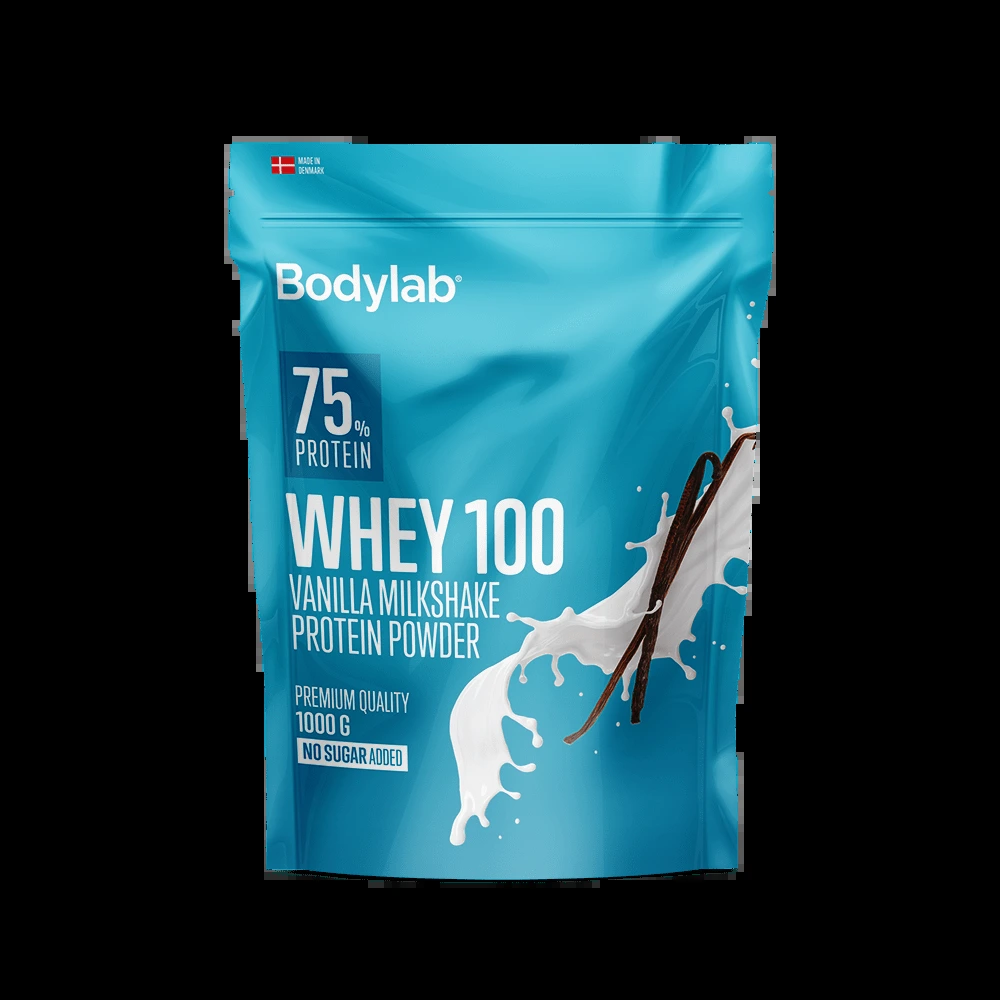 MADE IN
DENMARK
Bodylab®
75%
PROTEIN
WHEY 100
VANILLA MILKSHAKE
PROTEIN POWDER
PREMIUM QUALITY
1000 G
NO SUGAR ADDED